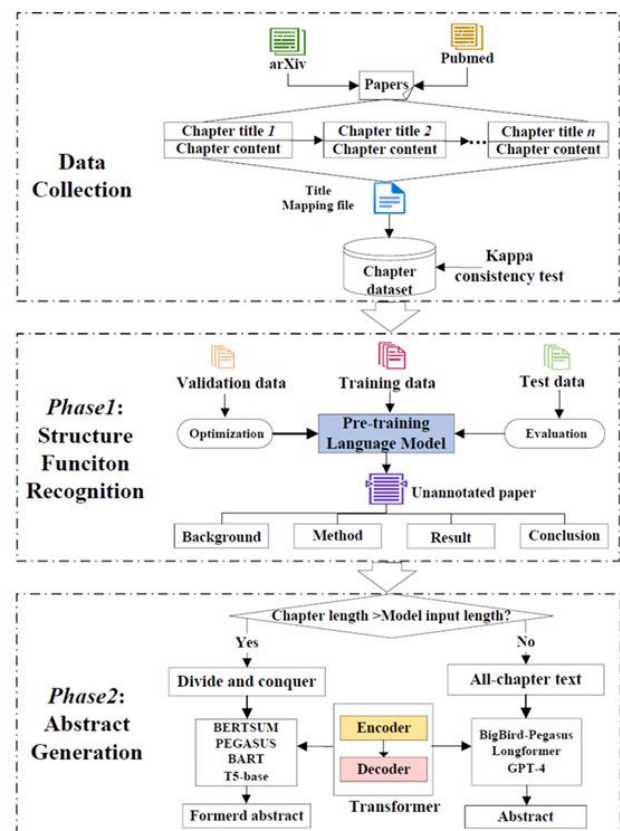 arXiv
Pubmed
Papers
Chapter title 1
Chapter content
Chapter title 2
Chapter content
...
Chapter title n
Chapter content
Data
Collection
Title
Mapping file
Chapter
dataset
Kappa
consistency test
Validation data
Training data
Test data
Phase1:
Structure
Funciton
Recognition
Optimization
Pre-training
Language Model
Evaluation
Unannotated paper
Background
Method
Result
Conclusion
Chapter length >Model input length?
Yes
No
Phase2:
Abstract
Generation
Divide and conquer
All-chapter text
BERTSUM
PEGASUS
BART
T5-base
Encoder
Decoder
Transformer
BigBird-Pegasus
Longformer
GPT-4
Formerd abstract
Abstract